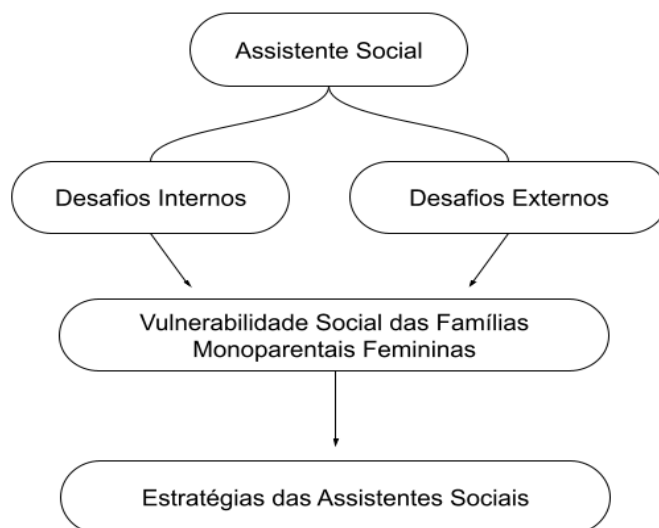 Assistente Social
Desafios Internos
Desafios Externos
Vulnerabilidade Social das Famílias
Monoparentais Femininas
Estratégias das Assistentes Sociais